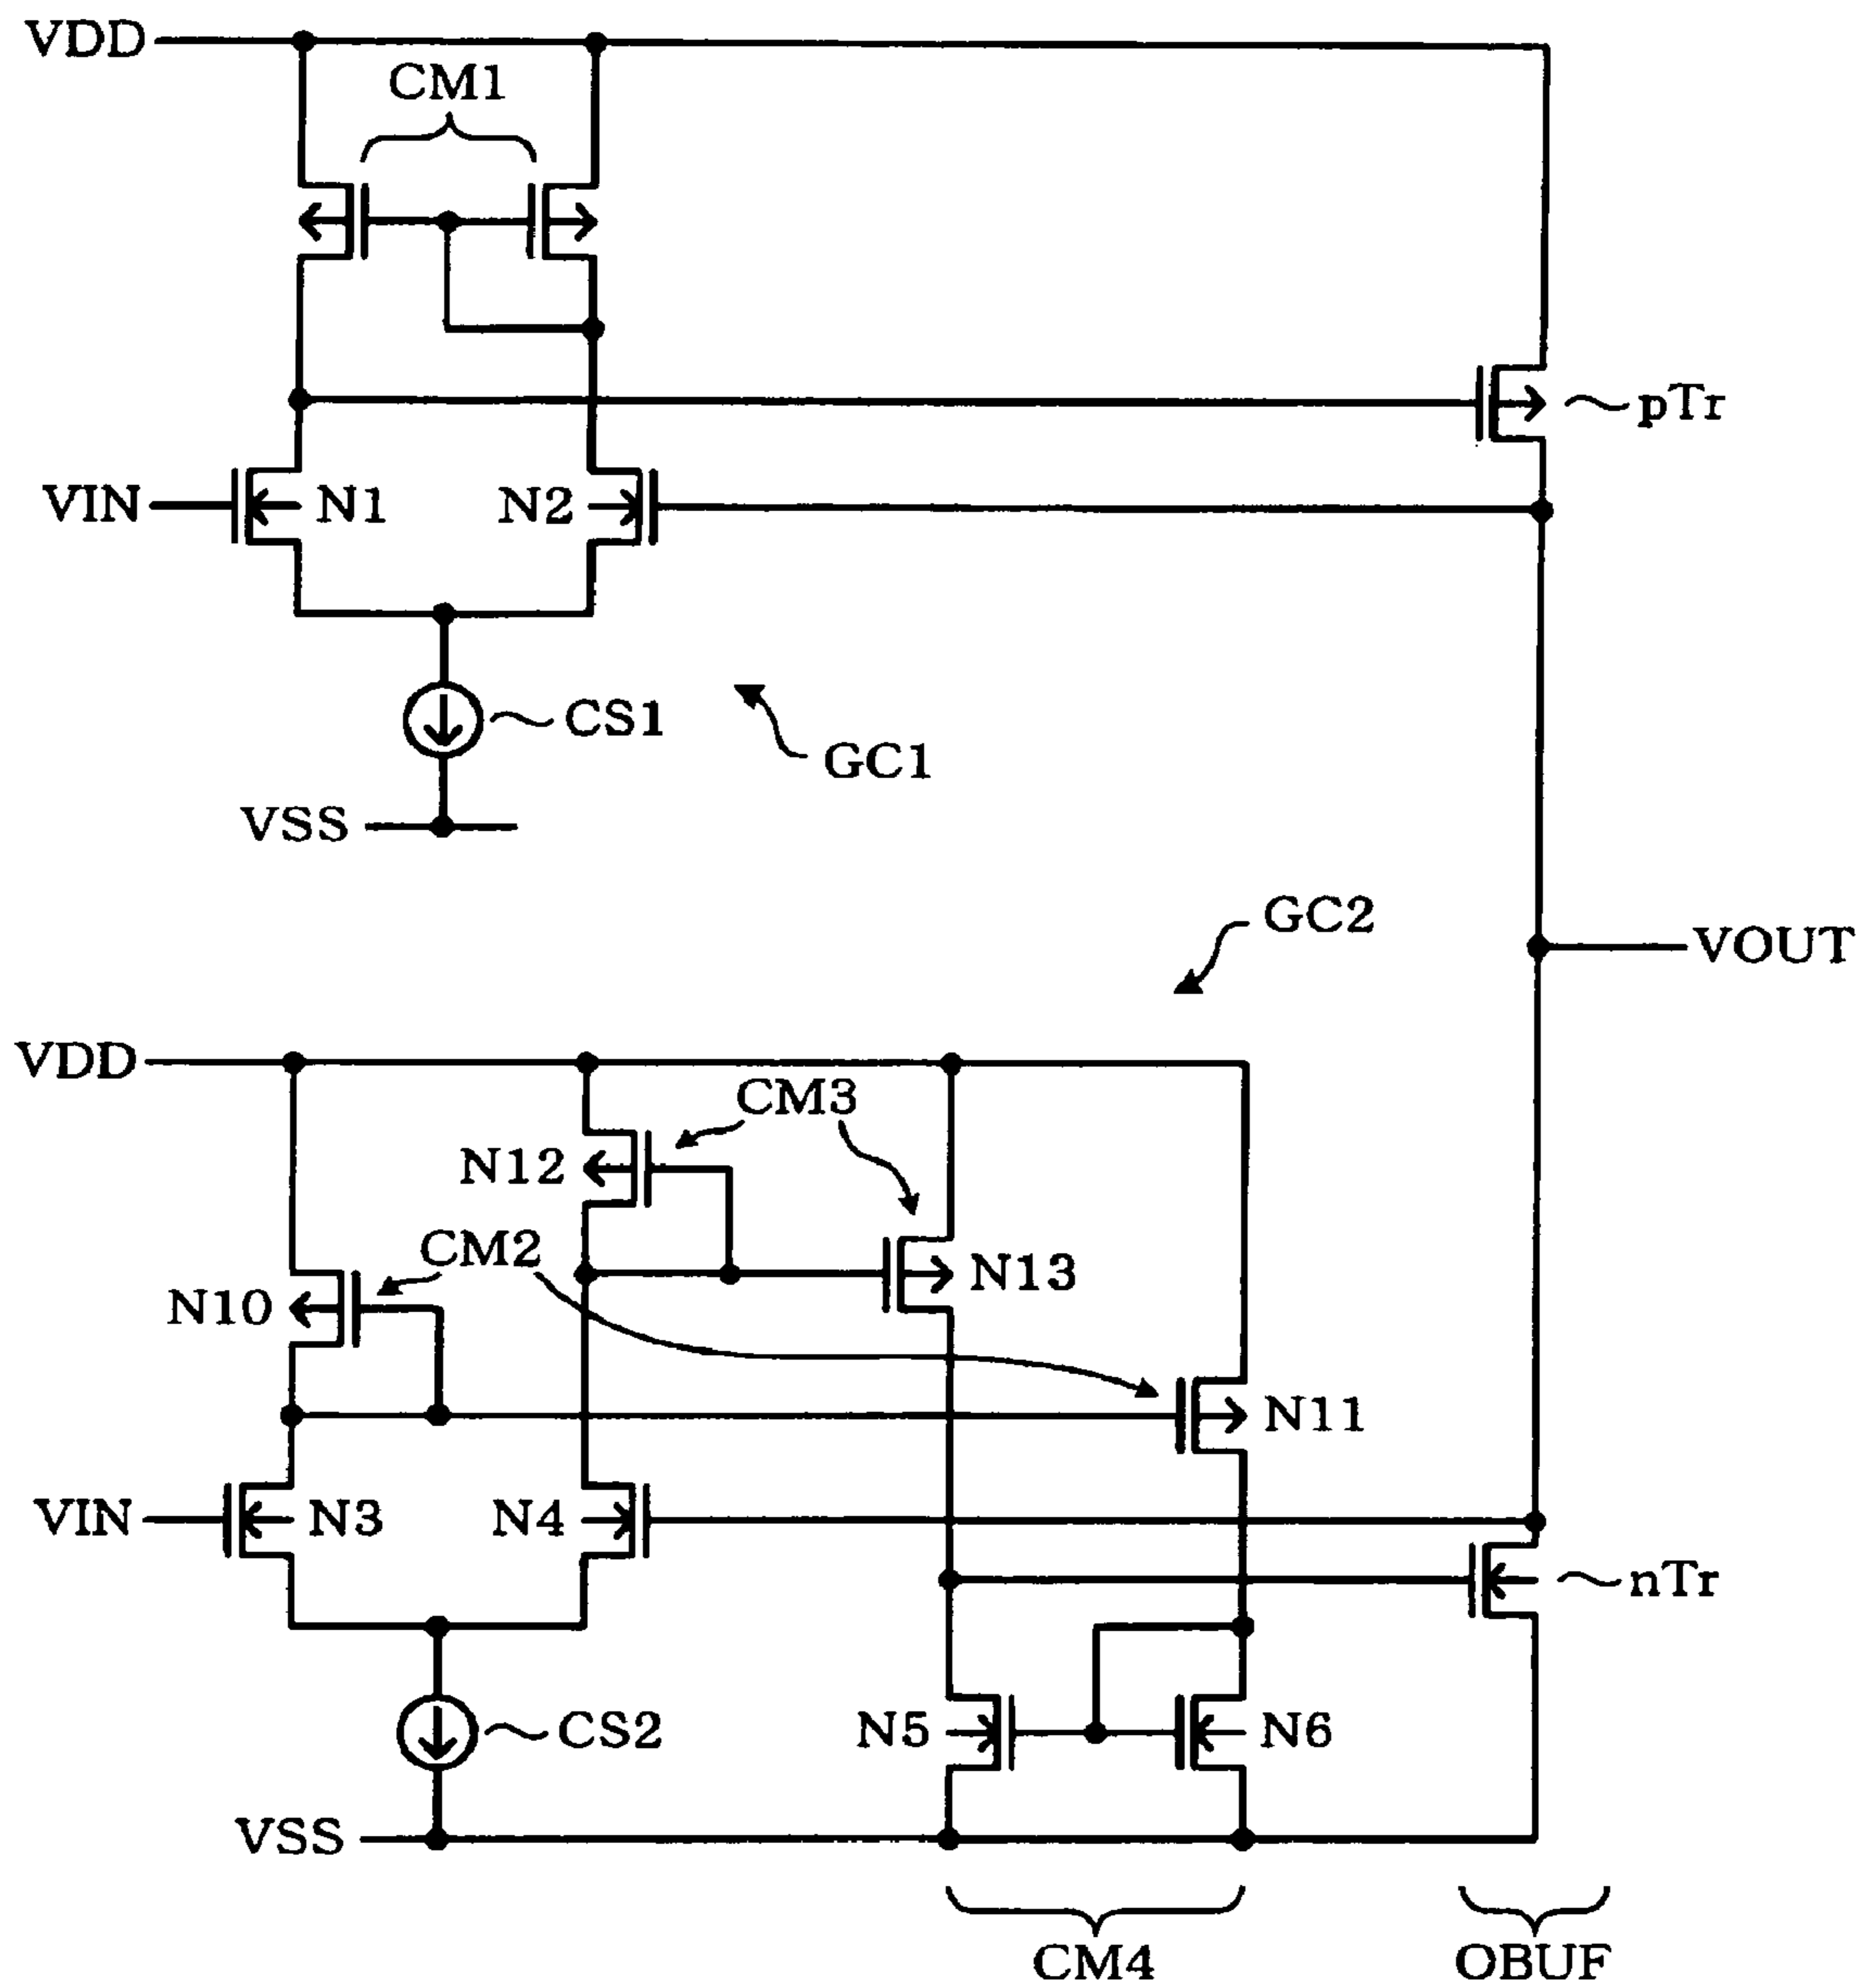 VDD
CM1
pTr
VIN
N1
N2
CS1
GC1
VSS
GC2
VOUT
VDD
CM3
N12
CM2
N13
N10
N11
VIN
N3
N4
nTr
CS2
N5
N6
VSS
CM4
OBUF